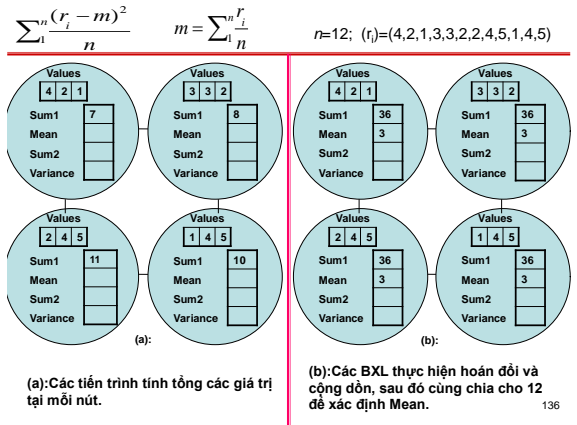 ∑₁ⁿ (rᵢ − m)² / n    m = ∑₁ⁿ rᵢ / n    n=12; (rᵢ)=(4,2,1,3,3,2,2,4,5,1,4,5)
Values
4 2 1
Sum1 7
Mean
Sum2
Variance
Values
3 3 2
Sum1 8
Mean
Sum2
Variance
Values
2 4 5
Sum1 11
Mean
Sum2
Variance
Values
1 4 5
Sum1 10
Mean
Sum2
Variance
(a):
(a):Các tiến trình tính tổng các giá trị
tại mỗi nút.
Values
4 2 1
Sum1 36
Mean 3
Sum2
Variance
Values
3 3 2
Sum1 36
Mean 3
Sum2
Variance
Values
2 4 5
Sum1 36
Mean 3
Sum2
Variance
Values
1 4 5
Sum1 36
Mean 3
Sum2
Variance
(b):
(b):Các BXL thực hiện hoán đổi và
cộng dồn, sau đó cùng chia cho 12
để xác định Mean.
136